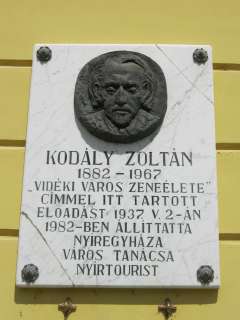 KODÁLY ZOLTÁN
1882 - 1967
„VIDÉKI VÁROS ZENEÉLETE"
CÍMMEL ITT TARTOTT
ELŐADÁST 1937. V. 2-ÁN
1982-BEN ÁLLÍTTATTA
NYIREGYHÁZA
VÁROS TANÁCSA
NYÍRTOURIST